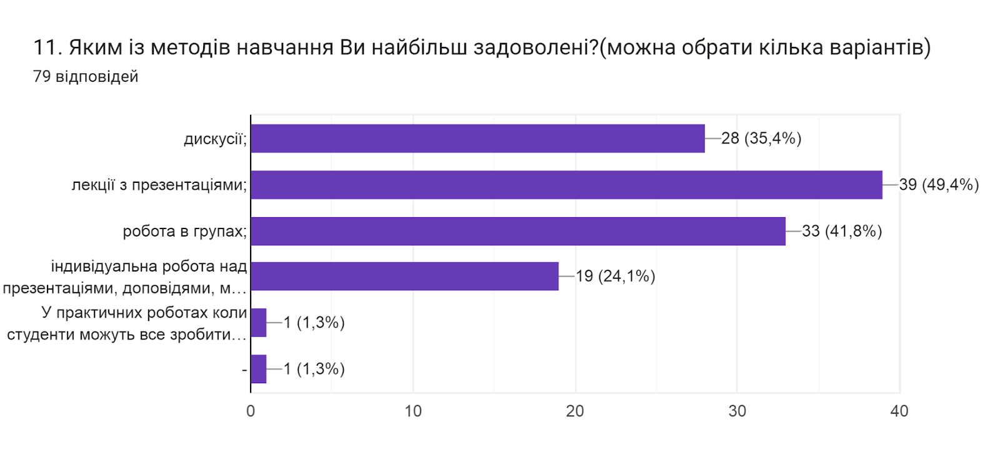 11. Яким із методів навчання Ви найбільш задоволені?(можна обрати кілька варіантів)
79 відповідей
дискусії;
28 (35,4%)
лекції з презентаціями;
39 (49,4%)
робота в групах;
33 (41,8%)
індивідуальна робота над
презентаціями, доповідями, м…
19 (24,1%)
У практичних роботах коли
студенти можуть все зробити…
1 (1,3%)
-
1 (1,3%)
0 10 20 30 40